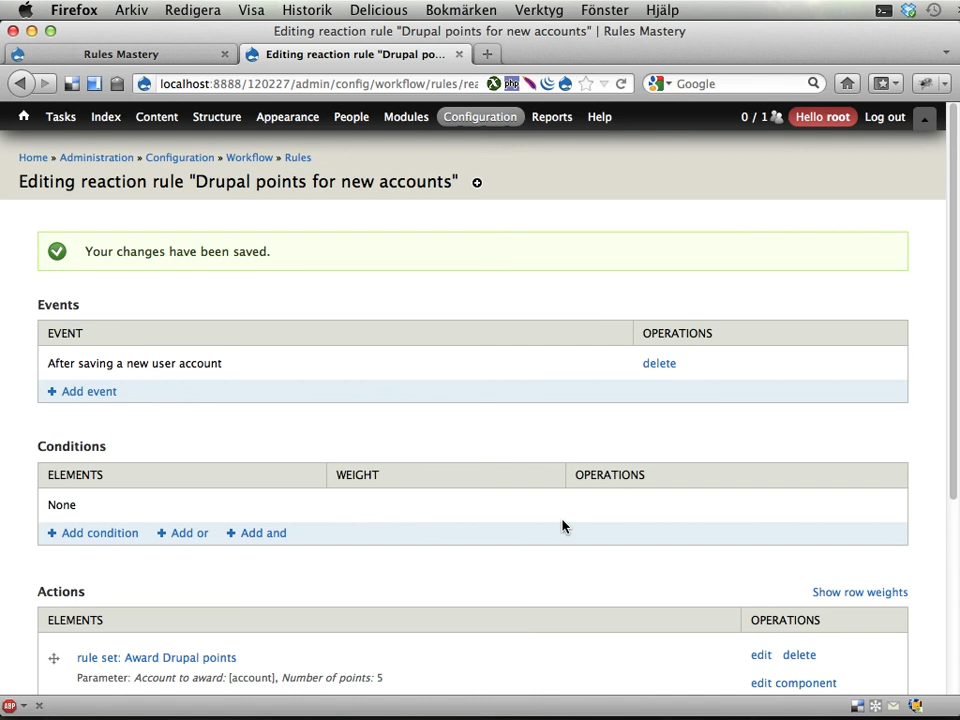 Firefox Arkiv Redigera Visa Historik Delicious Bokmärken Verktyg Fönster Hjälp
Editing reaction rule "Drupal points for new accounts" | Rules Mastery
Rules Mastery
Editing reaction rule "Drupal po...
localhost:8888/120227/admin/config/workflow/rules/rea
php
Google
Tasks Index Content Structure Appearance People Modules Configuration Reports Help 0 / 1 Hello root Log out
Home » Administration » Configuration » Workflow » Rules
Editing reaction rule "Drupal points for new accounts"
Your changes have been saved.
Events
EVENT OPERATIONS
After saving a new user account delete
Add event
Conditions
ELEMENTS WEIGHT OPERATIONS
None
Add condition Add or Add and
Actions Show row weights
ELEMENTS OPERATIONS
rule set: Award Drupal points edit delete
Parameter: Account to award: [account], Number of points: 5
edit component
ABP